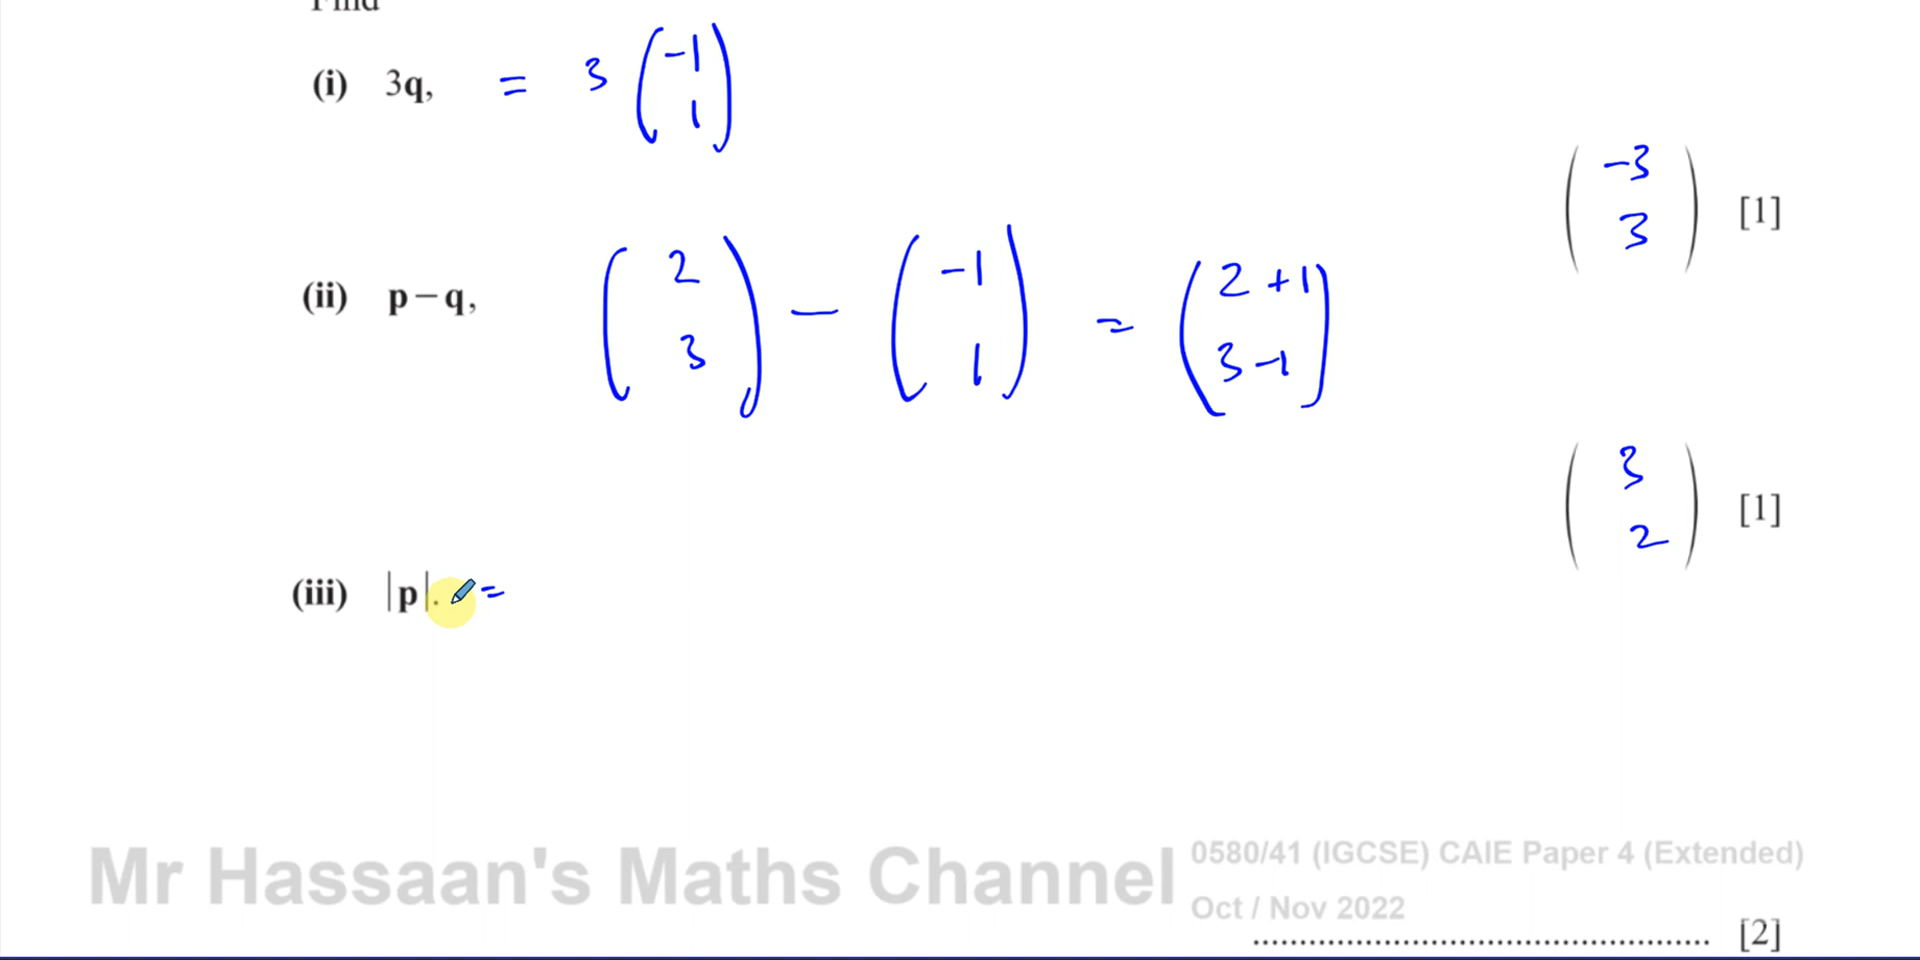 Find
(i) 3q, = 3 (-1
1)
(-3
3) [1]
(ii) p−q, (2
3) − (-1
1) = (2+1
3-1)
(3
2) [1]
(iii) |p|. =
Mr Hassaan's Maths Channel
0580/41 (IGCSE) CAIE Paper 4 (Extended)
Oct / Nov 2022
................................................. [2]